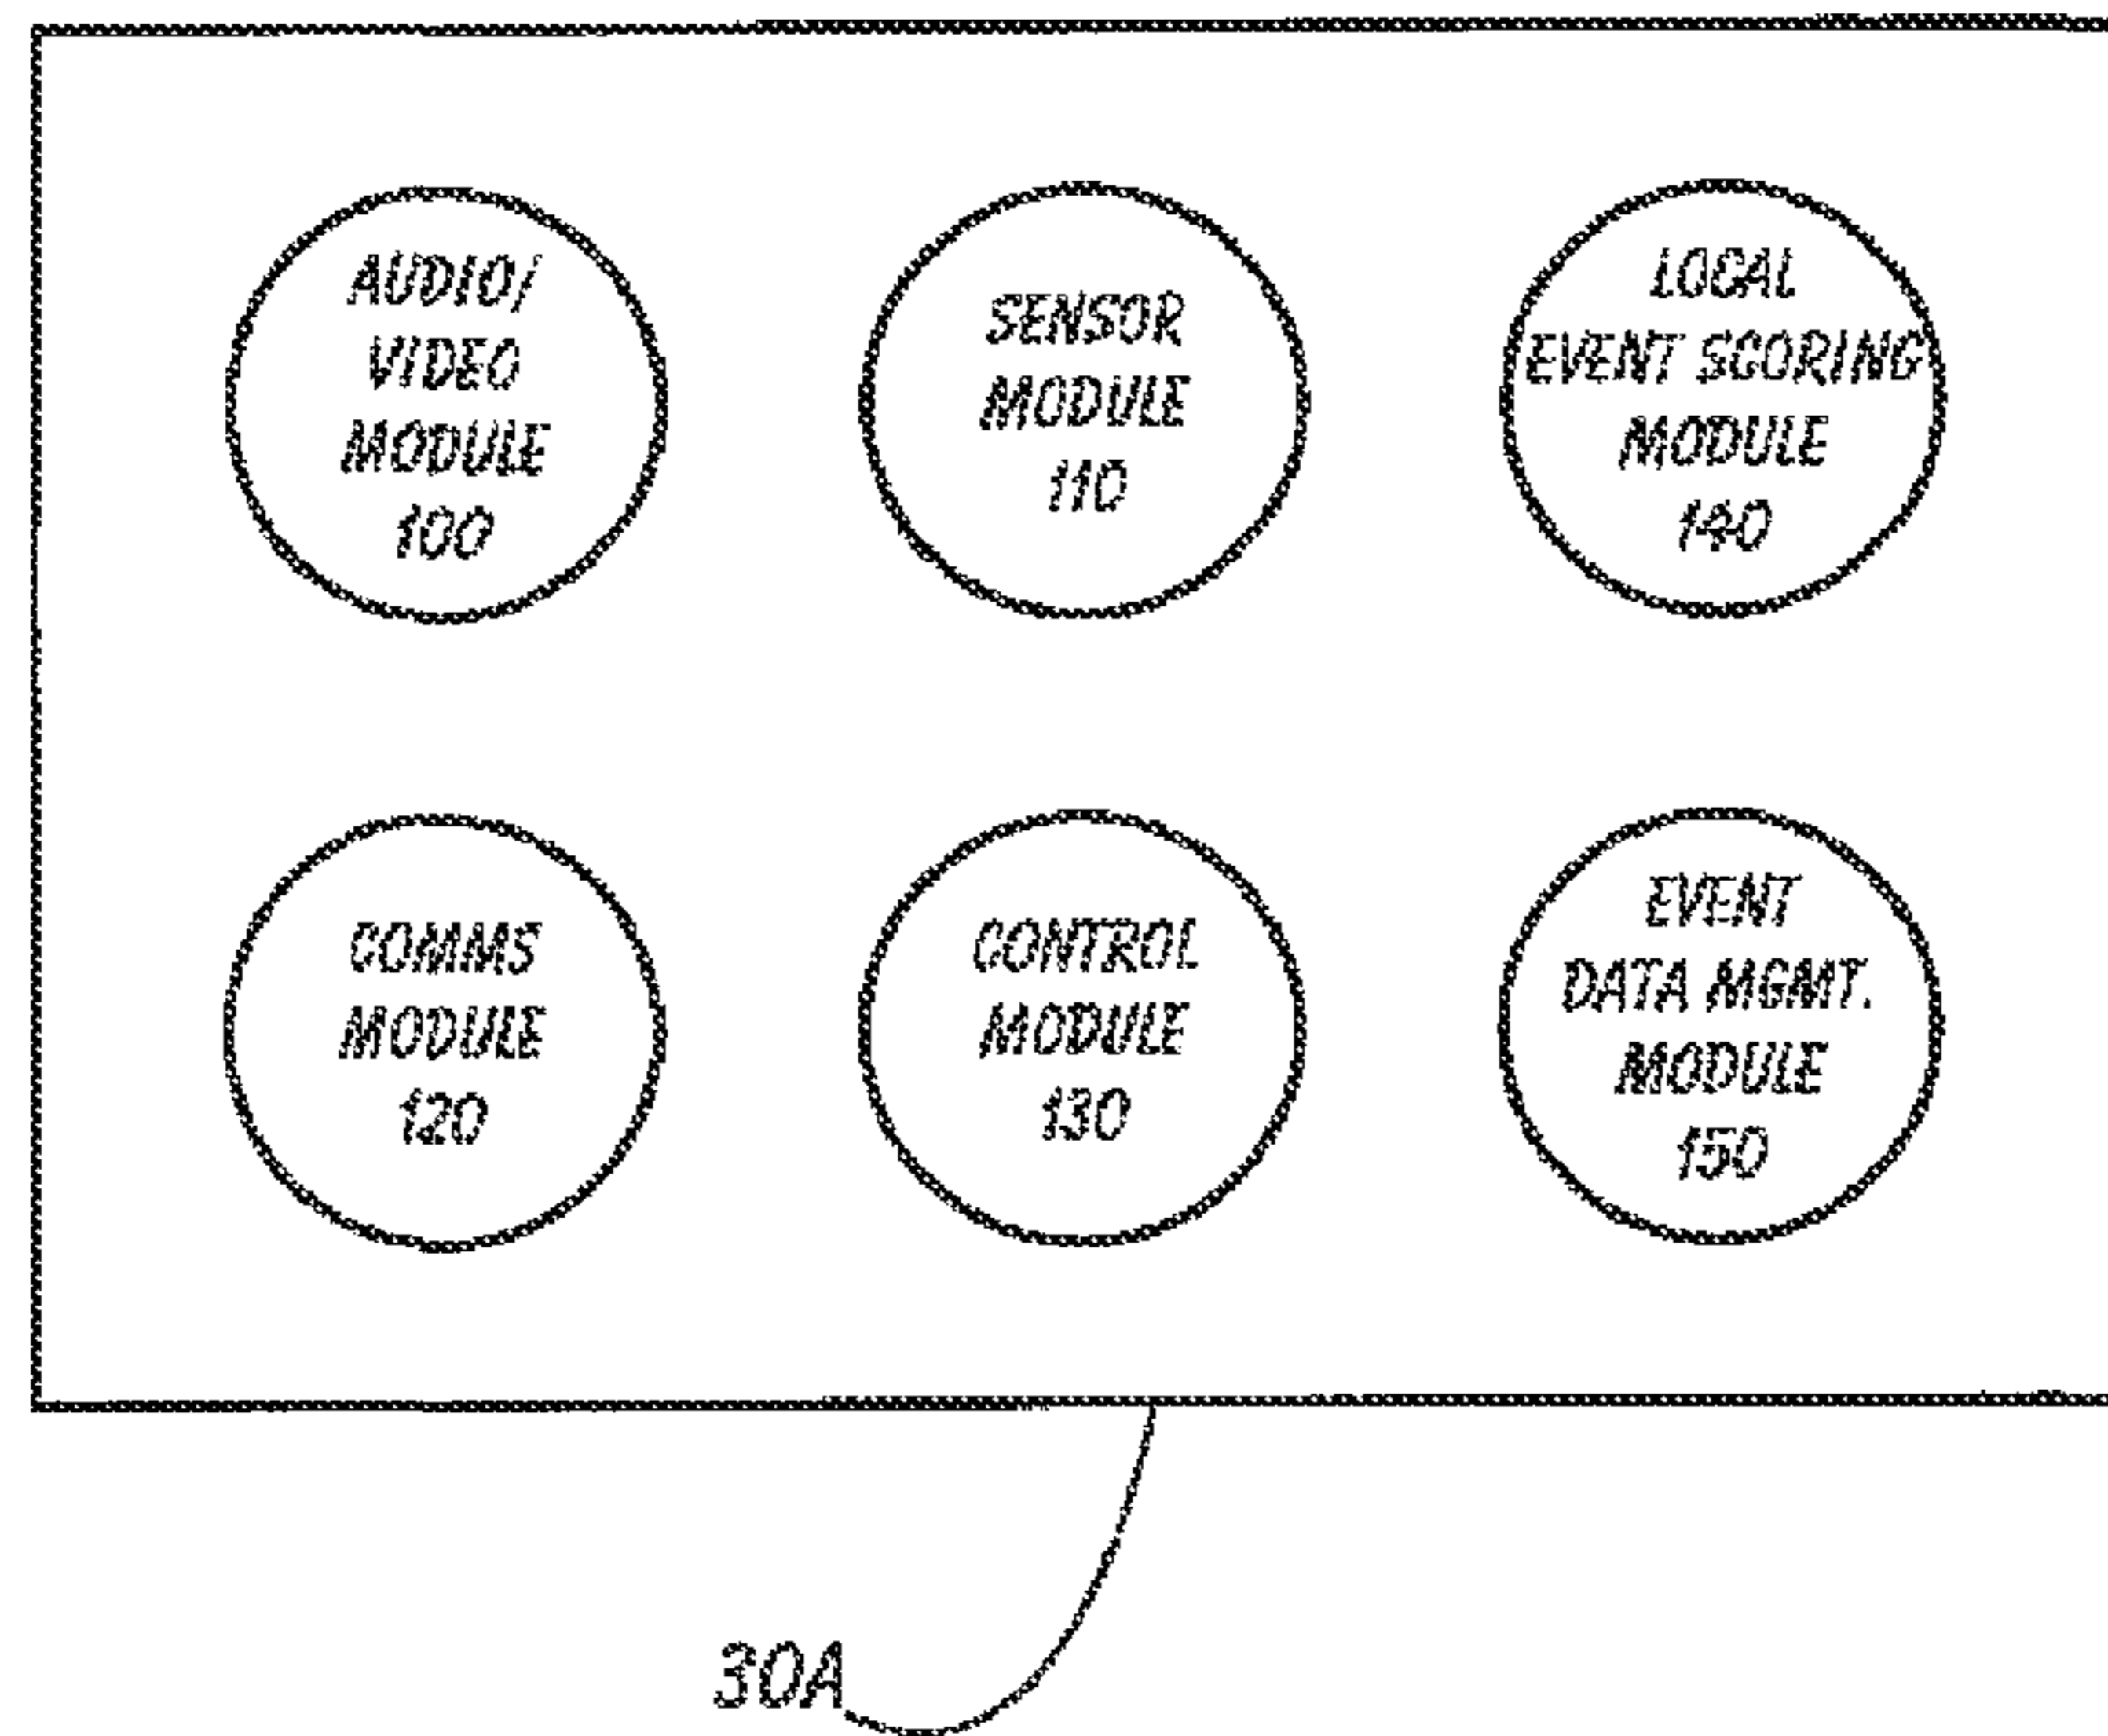 AUDIO/
VIDEO
MODULE
100
SENSOR
MODULE
110
LOCAL
EVENT SCORING
MODULE
140
COMMS
MODULE
120
CONTROL
MODULE
130
EVENT
DATA MGMT.
MODULE
150
30A